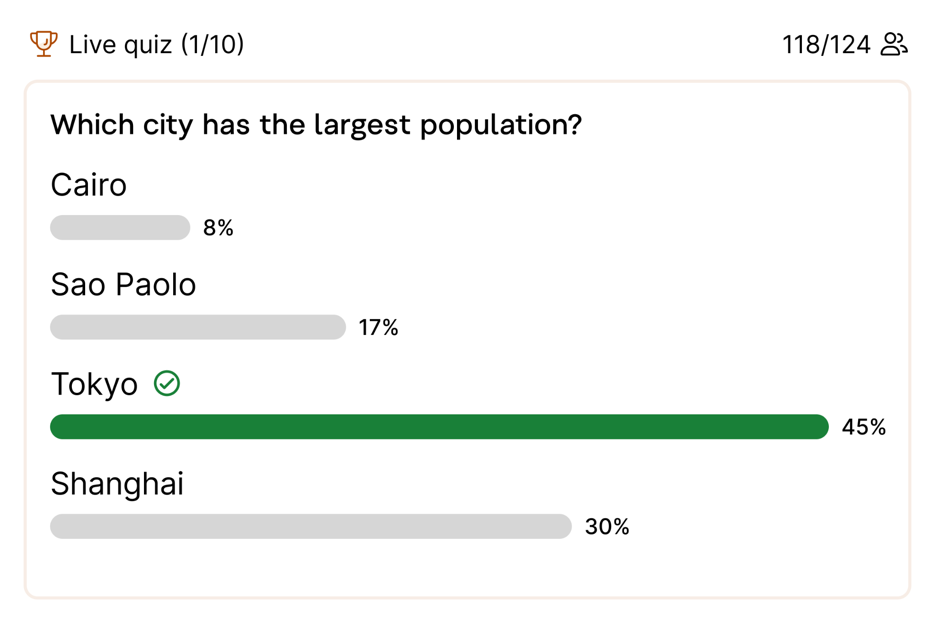 Live quiz (1/10)
118/124
Which city has the largest population?
Cairo
8%
Sao Paolo
17%
Tokyo
45%
Shanghai
30%